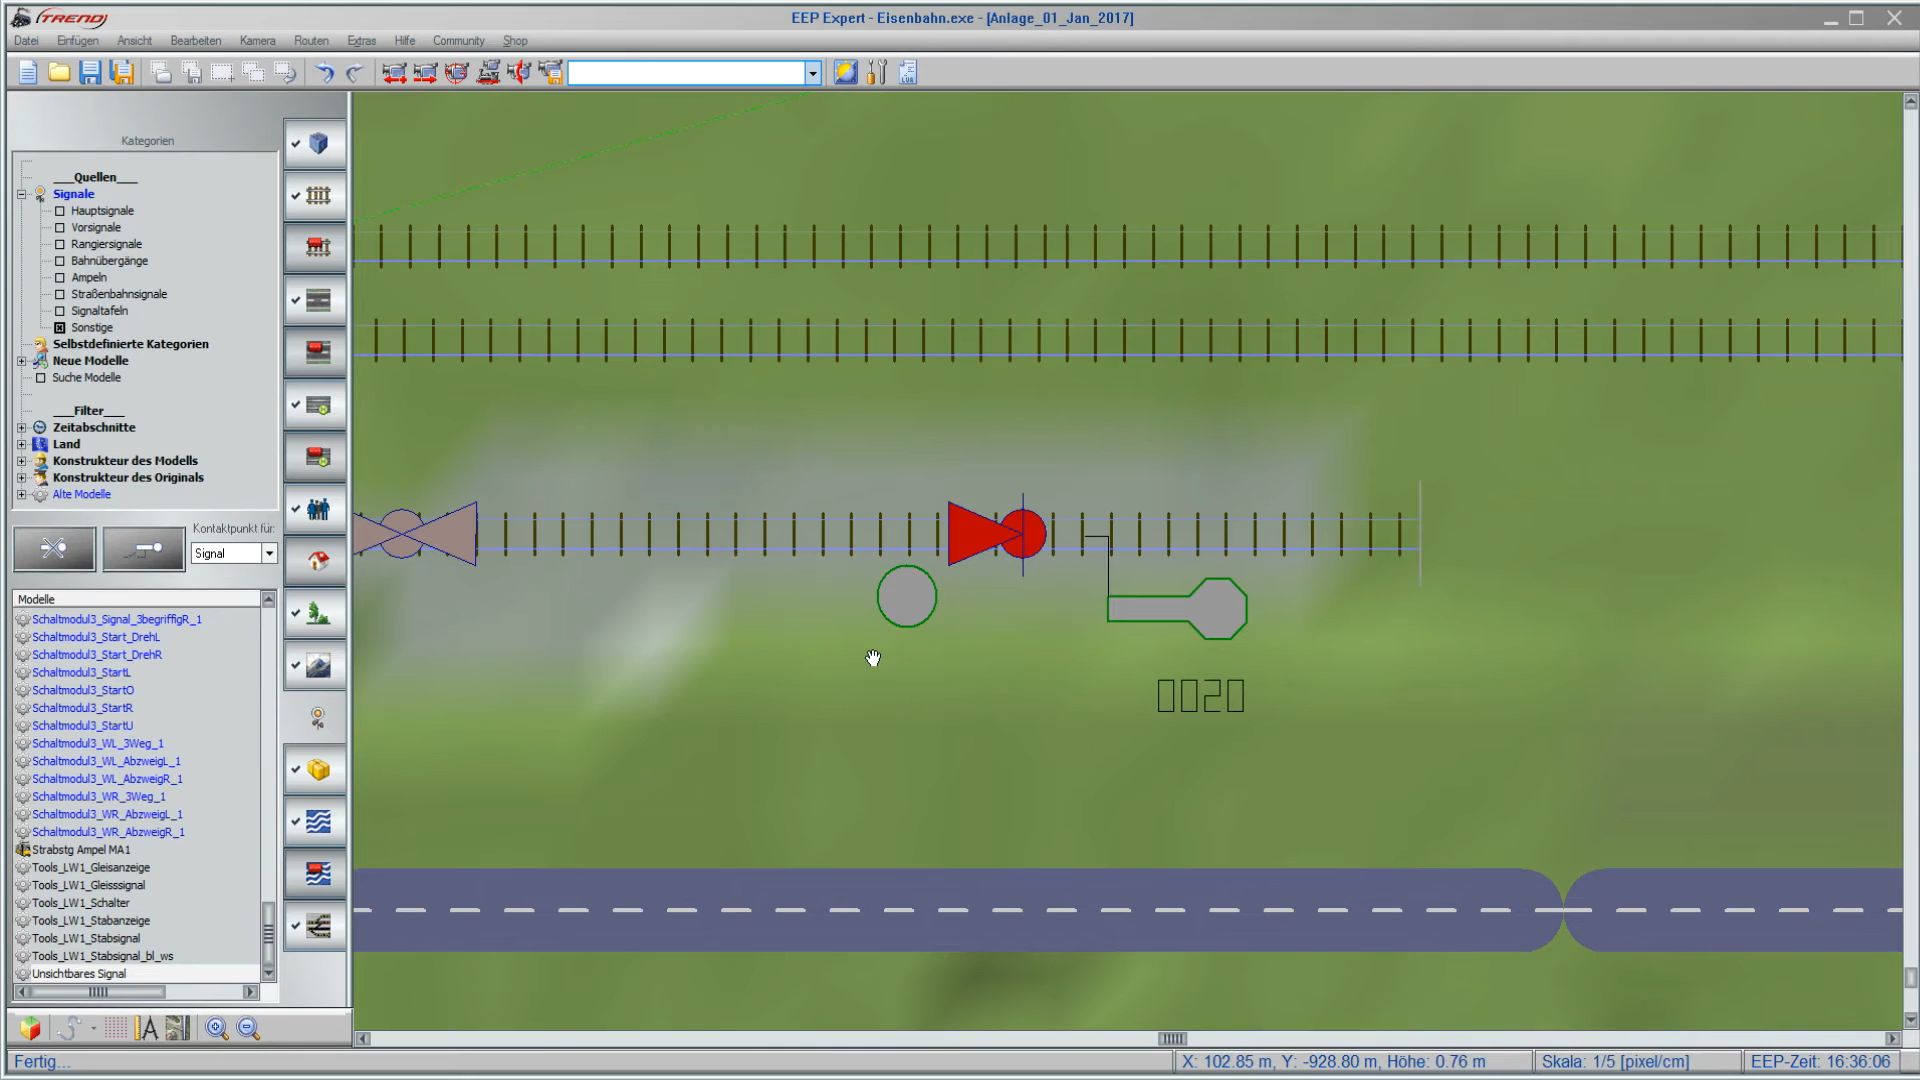 TREND
EEP Expert - Eisenbahn.exe - [Anlage_01_Jan_2017]
Datei Einfügen Ansicht Bearbeiten Kamera Routen Extras Hilfe Community Shop
Kategorien
___Quellen___
Signale
Hauptsignale
Vorsignale
Rangiersignale
Bahnübergänge
Ampeln
Straßenbahnsignale
Signaltafeln
Sonstige
Selbstdefinierte Kategorien
Neue Modelle
Suche Modelle
___Filter___
Zeitabschnitte
Land
Konstrukteur des Modells
Konstrukteur des Originals
Alte Modelle
Kontaktpunkt für:
Signal
Modelle
Schaltmodul3_Signal_3begriffigR_1
Schaltmodul3_Start_DrehL
Schaltmodul3_Start_DrehR
Schaltmodul3_StartL
Schaltmodul3_StartO
Schaltmodul3_StartR
Schaltmodul3_StartU
Schaltmodul3_WL_3Weg_1
Schaltmodul3_WL_AbzweigL_1
Schaltmodul3_WL_AbzweigR_1
Schaltmodul3_WR_3Weg_1
Schaltmodul3_WR_AbzweigL_1
Schaltmodul3_WR_AbzweigR_1
Strabstg Ampel MA1
Tools_LW1_Gleisanzeige
Tools_LW1_Gleisssignal
Tools_LW1_Schalter
Tools_LW1_Stabanzeige
Tools_LW1_Stabsignal
Tools_LW1_Stabsignal_bl_ws
Unsichtbares Signal
0020
LUA
Fertig...
X: 102.85 m, Y: -928.80 m, Höhe: 0.76 m
Skala: 1/5 [pixel/cm]
EEP-Zeit: 16:36:06